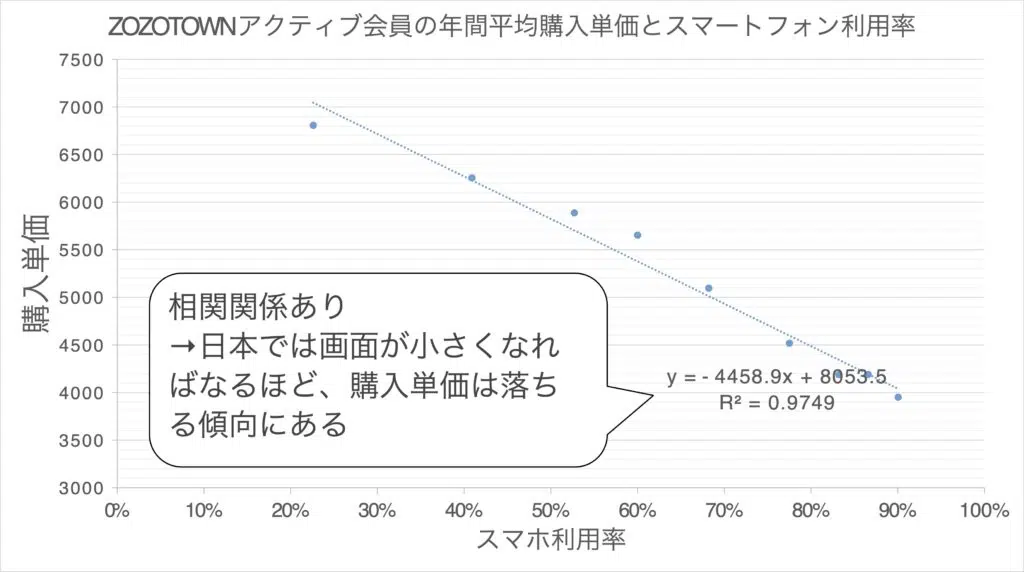 ZOZOTOWNアクティブ会員の年間平均購入単価とスマートフォン利用率
7500
7000
6500
6000
5500
5000
4500
4000
3500
3000
購入単価
相関関係あり
→日本では画面が小さくなれ
ばなるほど、購入単価は落ち
る傾向にある
y = - 4458.9x + 8053.5
R² = 0.9749
0% 10% 20% 30% 40% 50% 60% 70% 80% 90% 100%
スマホ利用率